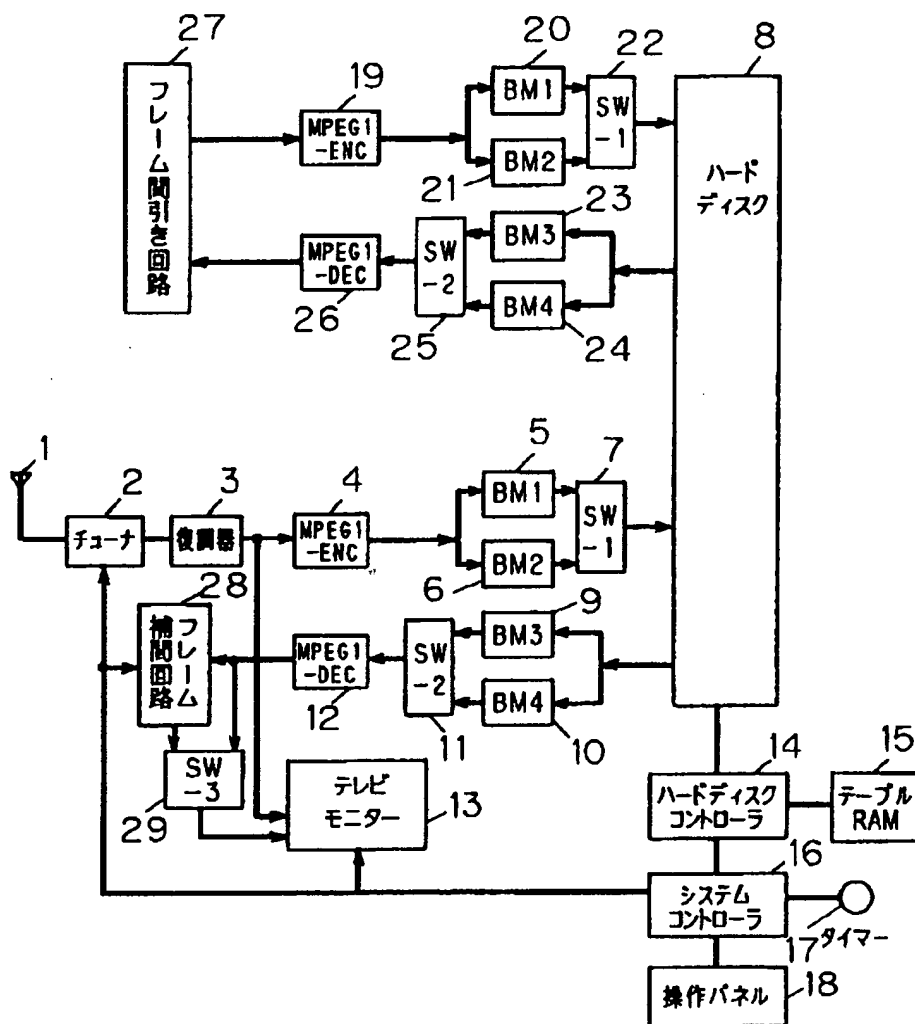 27
フレーム間引き回路
19
MPEG1
-ENC
20
BM1
21
BM2
22
SW
-1
8
ハード
ディスク
23
BM3
24
BM4
SW
-2
25
MPEG1
-DEC
26
1
2
チューナ
3
復調器
4
MPEG1
-ENC
5
BM1
6
BM2
7
SW
-1
28
フレーム
補間回路
MPEG1
-DEC
12
SW
-2
11
9
BM3
BM4
10
SW
-3
29
テレビ
モニター
13
14
ハードディスク
コントローラ
15
テーブル
RAM
16
システム
コントローラ
17
タイマー
操作パネル
18